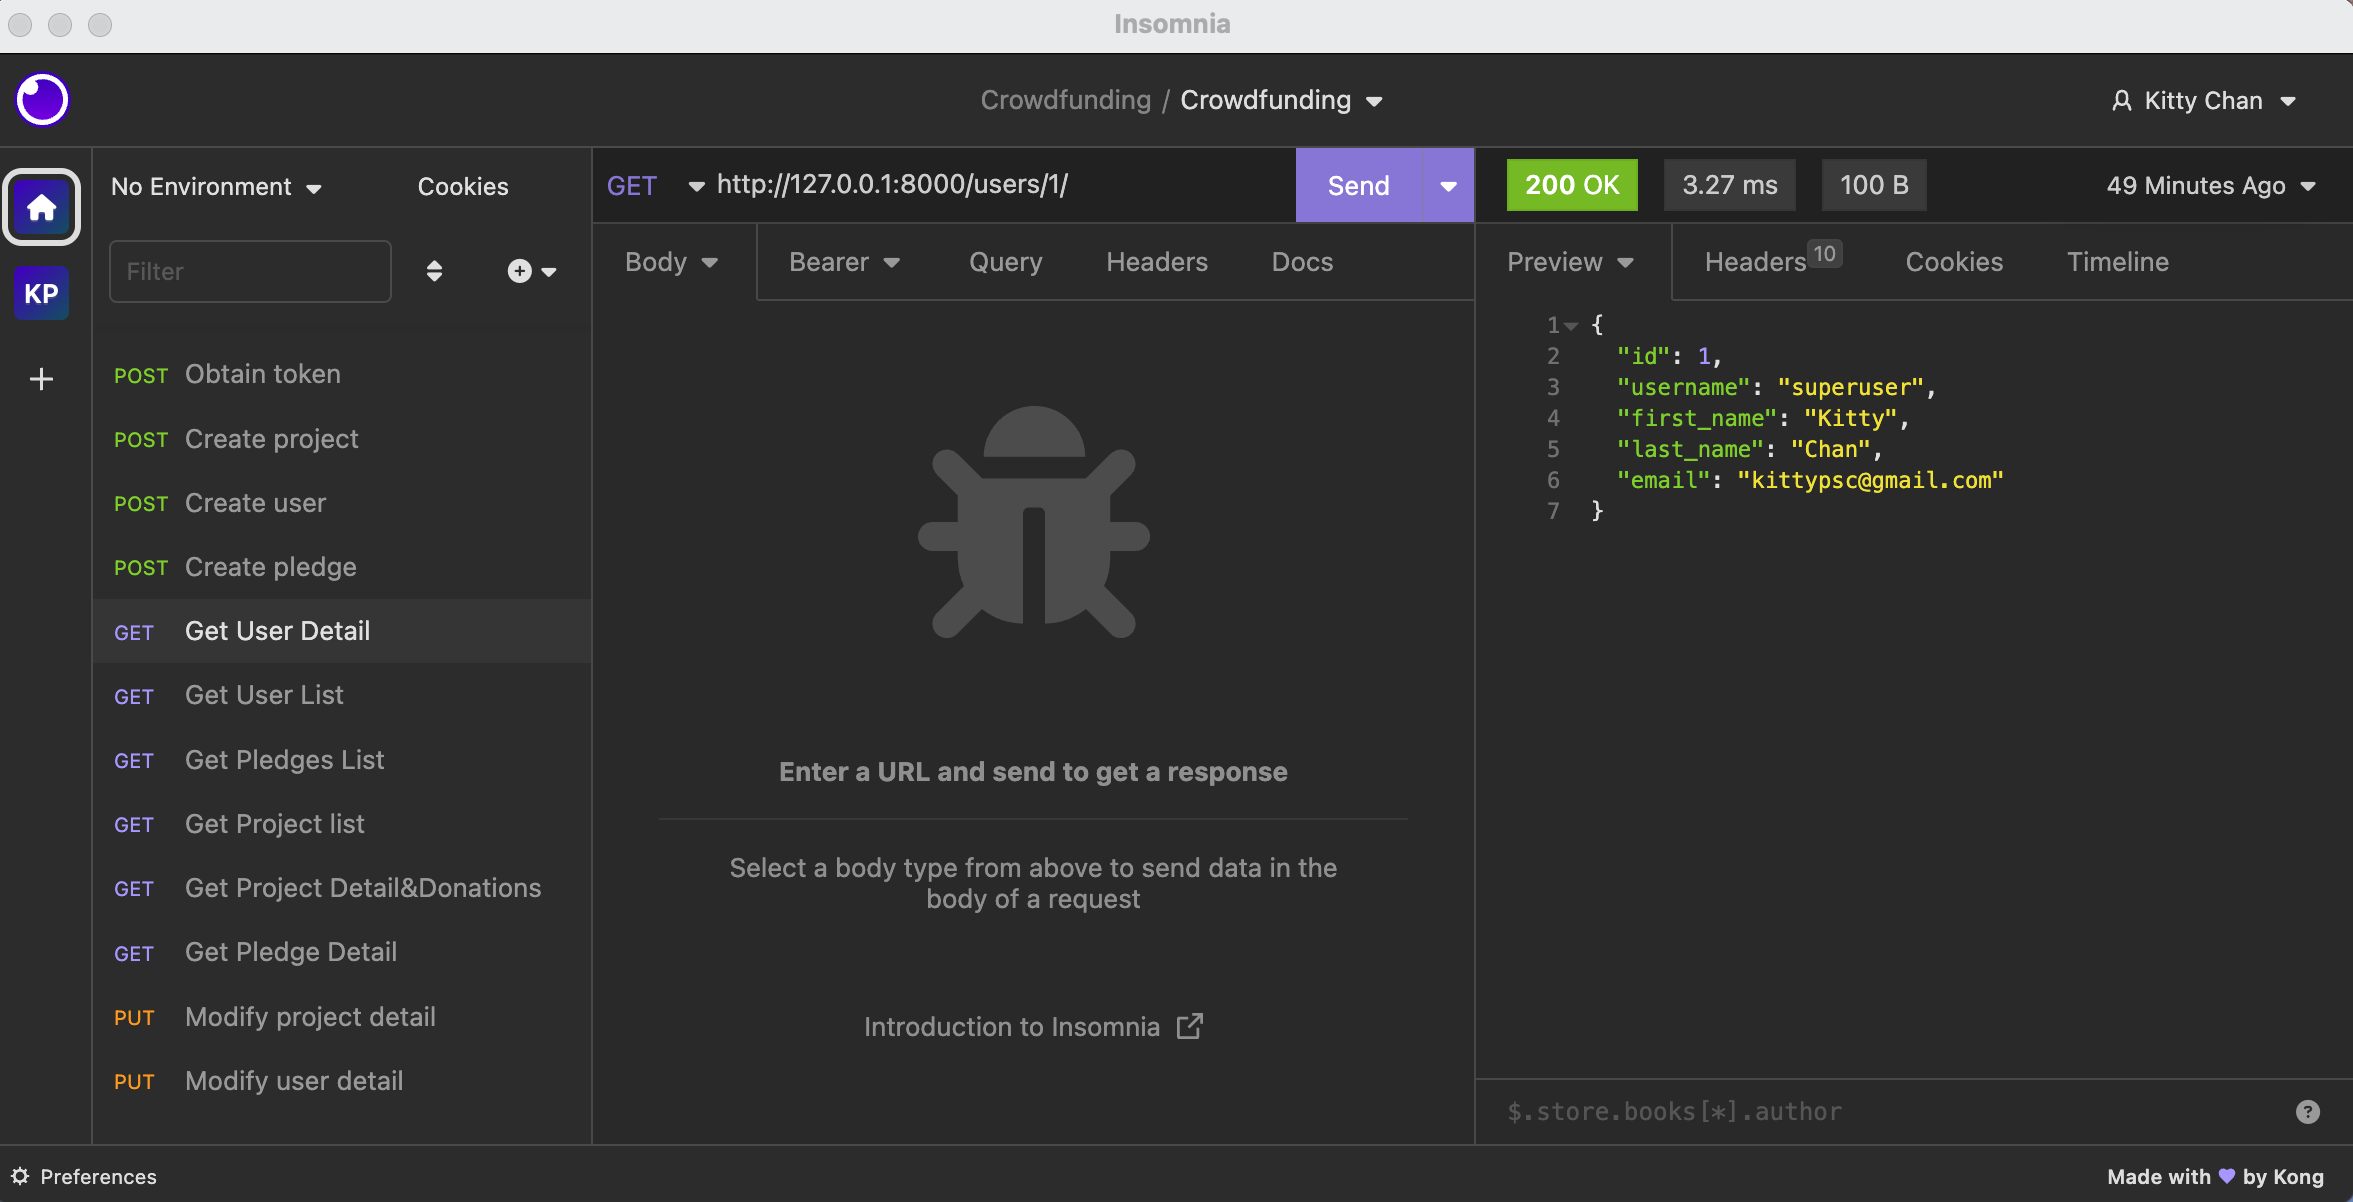 Insomnia
Crowdfunding / Crowdfunding
Kitty Chan
KP
No Environment
Cookies
Filter
POST Obtain token
POST Create project
POST Create user
POST Create pledge
GET Get User Detail
GET Get User List
GET Get Pledges List
GET Get Project list
GET Get Project Detail&Donations
GET Get Pledge Detail
PUT Modify project detail
PUT Modify user detail
GET http://127.0.0.1:8000/users/1/
Send
Body Bearer Query Headers Docs
Enter a URL and send to get a response
Select a body type from above to send data in the
body of a request
Introduction to Insomnia
200 OK 3.27 ms 100 B 49 Minutes Ago
Preview Headers 10 Cookies Timeline
1 {
2 "id": 1,
3 "username": "superuser",
4 "first_name": "Kitty",
5 "last_name": "Chan",
6 "email": "kittypsc@gmail.com"
7 }
$.store.books[*].author
?
Preferences
Made with 💜 by Kong